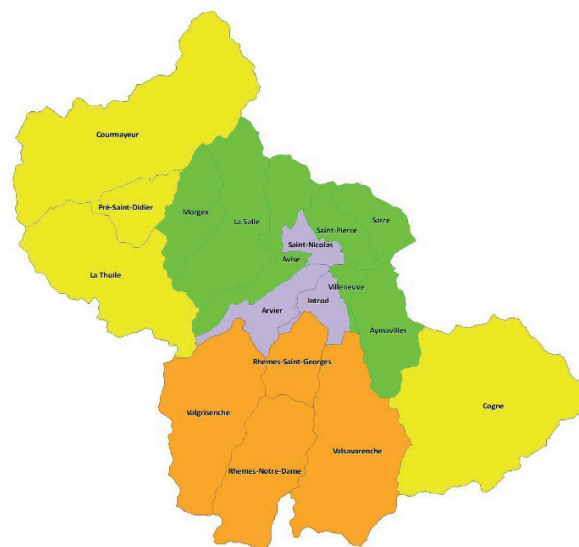 Courmayeur
Prè-Saint-Didier
La Thuile
Morgex
La Salle
Saint-Pierre
Sarre
Saint-Nicolas
Avise
Villeneuve
Arvier
Introd
Aymavilles
Rhemes-Saint-Georges
Valgrisenche
Cogne
Valsavarenche
Rhemes-Notre-Dame